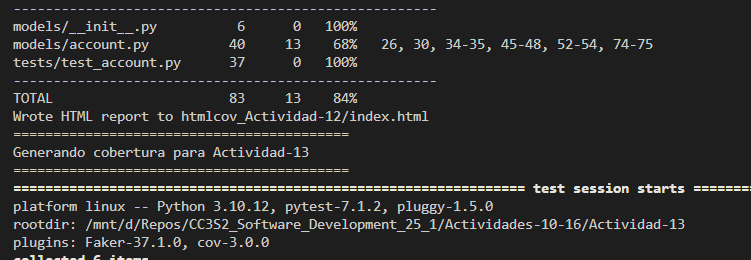 -----------------------------------------------------
models/__init__.py          6      0   100%
models/account.py          40     13    68%   26, 30, 34-35, 45-48, 52-54, 74-75
tests/test_account.py      37      0   100%
-----------------------------------------------------
TOTAL                      83     13    84%
Wrote HTML report to htmlcov_Actividad-12/index.html
==========================================
Generando cobertura para Actividad-13
==========================================
================================================================ test session starts =======
platform linux -- Python 3.10.12, pytest-7.1.2, pluggy-1.5.0
rootdir: /mnt/d/Repos/CC3S2_Software_Development_25_1/Actividades-10-16/Actividad-13
plugins: Faker-37.1.0, cov-3.0.0
collected 6 items